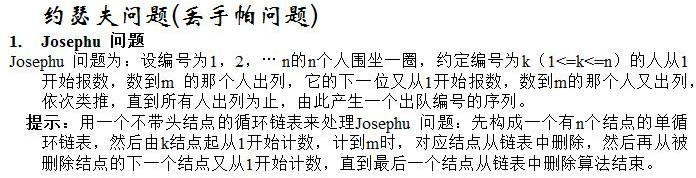 约瑟夫问题(丢手帕问题)
1. Josephu 问题
Josephu 问题为：设编号为1，2，… n的n个人围坐一圈，约定编号为k（1<=k<=n）的人从1
开始报数，数到m 的那个人出列，它的下一位又从1开始报数，数到m的那个人又出列，
依次类推，直到所有人出列为止，由此产生一个出队编号的序列。
提示：用一个不带头结点的循环链表来处理Josephu 问题：先构成一个有n个结点的单循
环链表，然后由k结点起从1开始计数，计到m时，对应结点从链表中删除，然后再从被
删除结点的下一个结点又从1开始计数，直到最后一个结点从链表中删除算法结束。